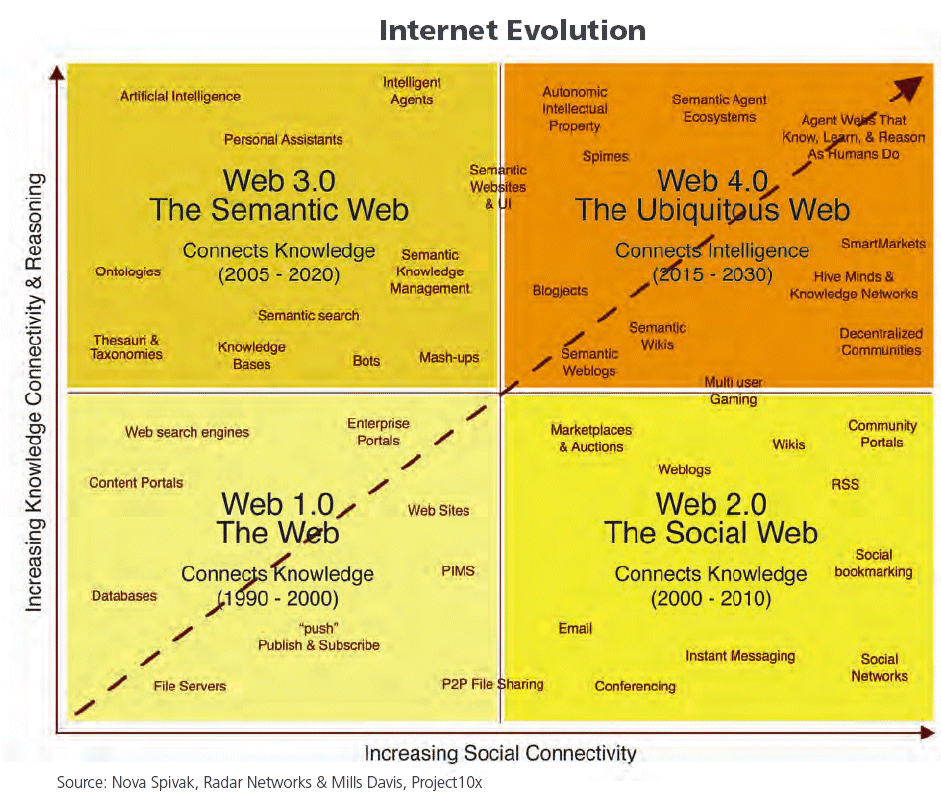 Internet Evolution
Increasing Knowledge Connectivity & Reasoning
Artificial Intelligence
Intelligent
Agents
Personal Assistants
Web 3.0
The Semantic Web
Connects Knowledge
(2005 - 2020)
Semantic
Websites
& UI
Ontologies
Semantic
Knowledge
Management
Semantic search
Thesauri &
Taxonomies
Knowledge
Bases
Bots
Mash-ups
Autonomic
Intellectual
Property
Semantic Agent
Ecosystems
Agent Webs That
Know, Learn, & Reason
As Humans Do
Spimes
Web 4.0
The Ubiquitous Web
Connects Intelligence
(2015 - 2030)
SmartMarkets
Blogjects
Hive Minds &
Knowledge Networks
Semantic
Wikis
Decentralized
Communities
Semantic
Weblogs
Multi user
Gaming
Web search engines
Enterprise
Portals
Content Portals
Web 1.0
The Web
Web Sites
Connects Knowledge
(1990 - 2000)
PIMS
Databases
"push"
Publish & Subscribe
File Servers
P2P File Sharing
Marketplaces
& Auctions
Wikis
Community
Portals
Weblogs
RSS
Web 2.0
The Social Web
Connects Knowledge
(2000 - 2010)
Social
bookmarking
Email
Instant Messaging
Social
Networks
Conferencing
Increasing Social Connectivity
Source: Nova Spivak, Radar Networks & Mills Davis, Project10x